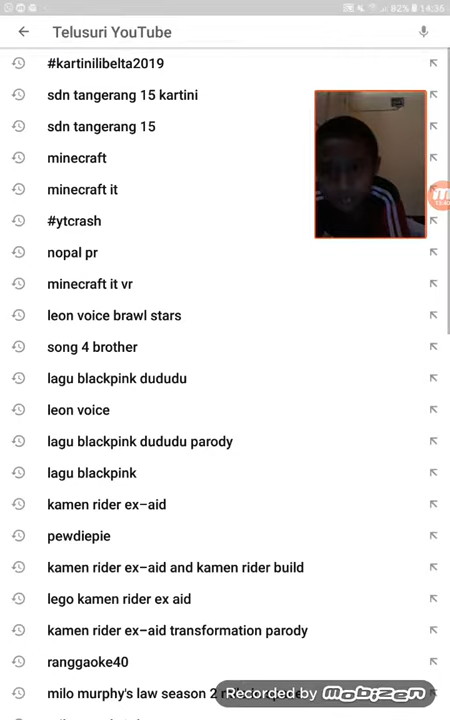 82% 14:36
Telusuri YouTube
#kartinilibelta2019
sdn tangerang 15 kartini
sdn tangerang 15
minecraft
minecraft it
#ytcrash
nopal pr
minecraft it vr
leon voice brawl stars
song 4 brother
lagu blackpink dududu
leon voice
lagu blackpink dududu parody
lagu blackpink
kamen rider ex-aid
pewdiepie
kamen rider ex-aid and kamen rider build
lego kamen rider ex aid
kamen rider ex-aid transformation parody
ranggaoke40
milo murphy's law season 2
Recorded by mobizen